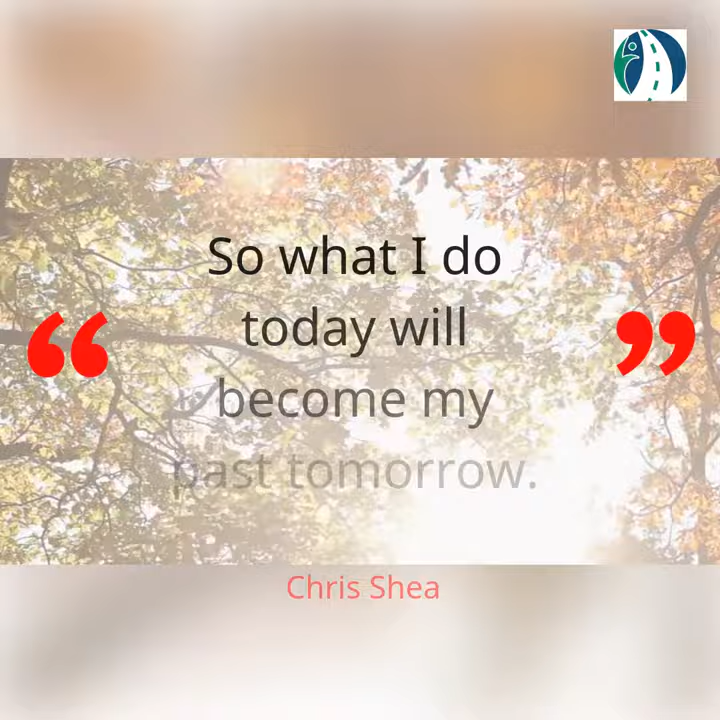 So what I do
today will
become my
past tomorrow.
Chris Shea